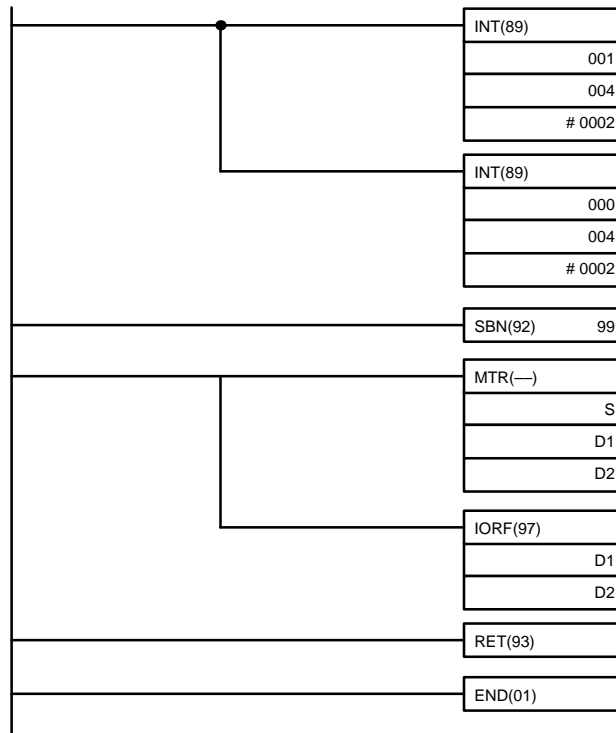 INT(89)
001
004
# 0002
INT(89)
000
004
# 0002
SBN(92) 99
MTR(––)
S
D1
D2
IORF(97)
D1
D2
RET(93)
END(01)